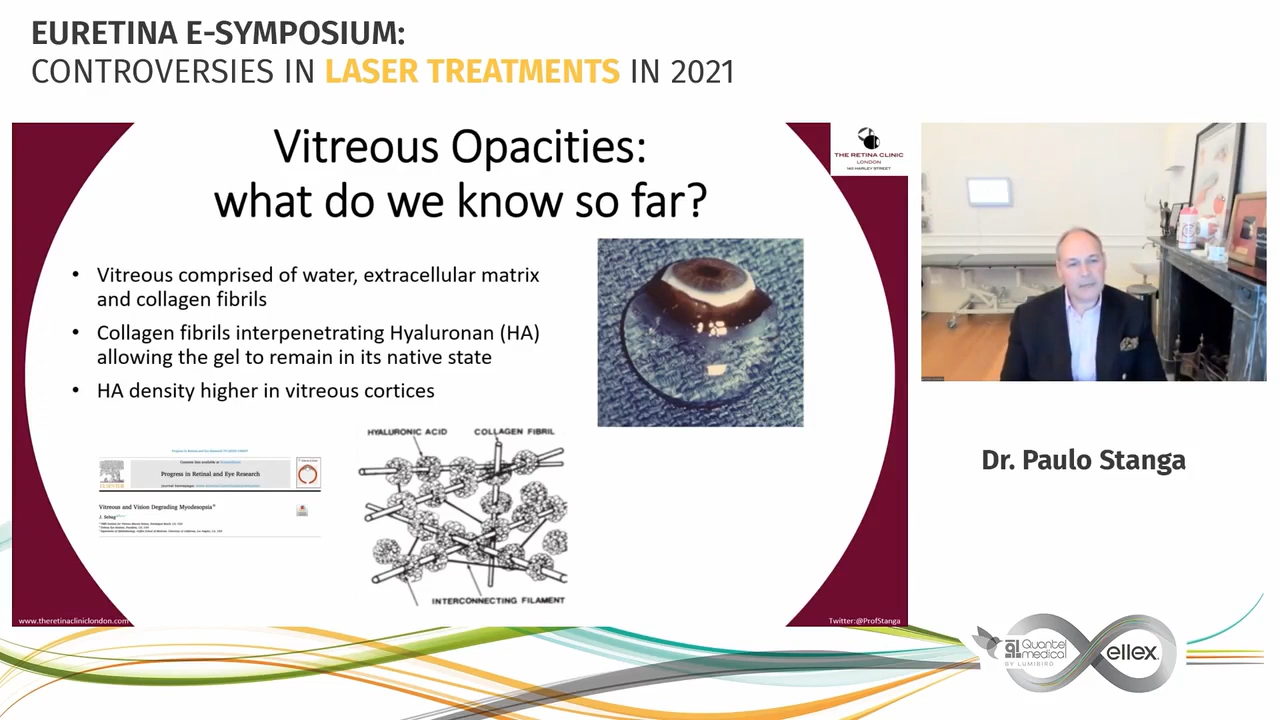 EURETINA E-SYMPOSIUM:
CONTROVERSIES IN LASER TREATMENTS IN 2021
Vitreous Opacities:
what do we know so far?
THE RETINA CLINIC
LONDON
140 HARLEY STREET
• Vitreous comprised of water, extracellular matrix
and collagen fibrils
• Collagen fibrils interpenetrating Hyaluronan (HA)
allowing the gel to remain in its native state
• HA density higher in vitreous cortices
HYALURONIC ACID
COLLAGEN FIBRIL
INTERCONNECTING FILAMENT
ELSEVIER
Progress in Retinal and Eye Research
Vitreous and Vision Degrading Myodesopsia*
J. Sebag
www.theretinacliniclondon.com
Twitter:@ProfStanga
Dr. Paulo Stanga
Quantel
medical
BY LUMIBIRD
ellex